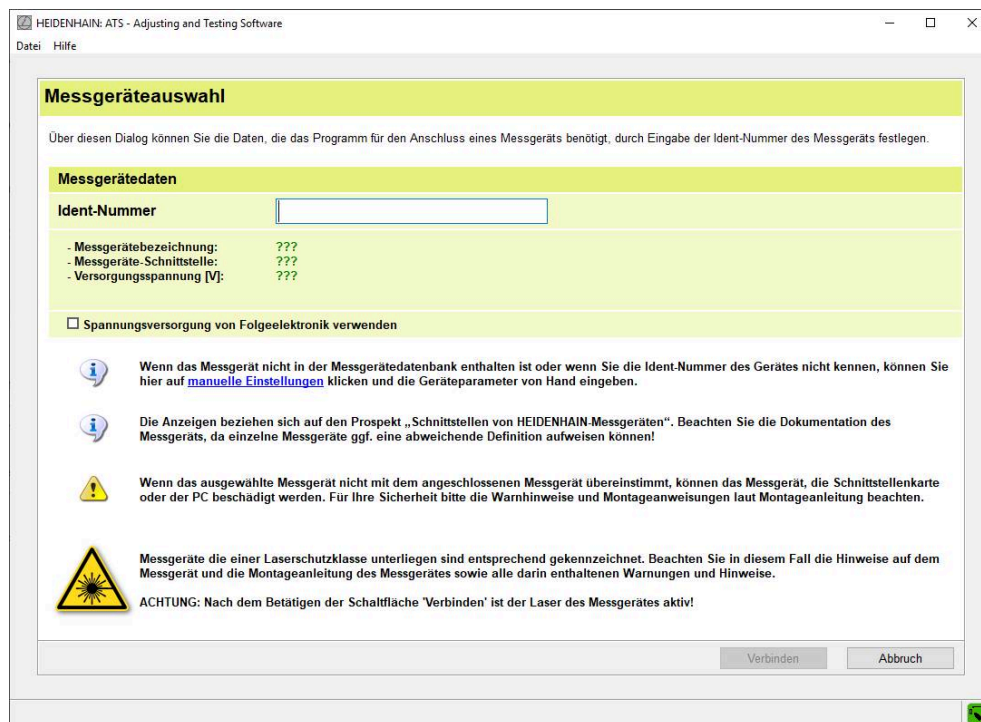 HEIDENHAIN: ATS - Adjusting and Testing Software
Datei Hilfe
Messgeräteauswahl
Über diesen Dialog können Sie die Daten, die das Programm für den Anschluss eines Messgeräts benötigt, durch Eingabe der Ident-Nummer des Messgeräts festlegen.
Messgerätedaten
Ident-Nummer
- Messgerätebezeichnung: ???
- Messgeräte-Schnittstelle: ???
- Versorgungsspannung [V]: ???
Spannungsversorgung von Folgeelektronik verwenden
Wenn das Messgerät nicht in der Messgerätedatenbank enthalten ist oder wenn Sie die Ident-Nummer des Gerätes nicht kennen, können Sie
hier auf manuelle Einstellungen klicken und die Geräteparameter von Hand eingeben.
Die Anzeigen beziehen sich auf den Prospekt „Schnittstellen von HEIDENHAIN-Messgeräten“. Beachten Sie die Dokumentation des
Messgeräts, da einzelne Messgeräte ggf. eine abweichende Definition aufweisen können!
Wenn das ausgewählte Messgerät nicht mit dem angeschlossenen Messgerät übereinstimmt, können das Messgerät, die Schnittstellenkarte
oder der PC beschädigt werden. Für Ihre Sicherheit bitte die Warnhinweise und Montageanweisungen laut Montageanleitung beachten.
Messgeräte die einer Laserschutzklasse unterliegen sind entsprechend gekennzeichnet. Beachten Sie in diesem Fall die Hinweise auf dem
Messgerät und die Montageanleitung des Messgerätes sowie alle darin enthaltenen Warnungen und Hinweise.
ACHTUNG: Nach dem Betätigen der Schaltfläche 'Verbinden' ist der Laser des Messgerätes aktiv!
Verbinden Abbruch